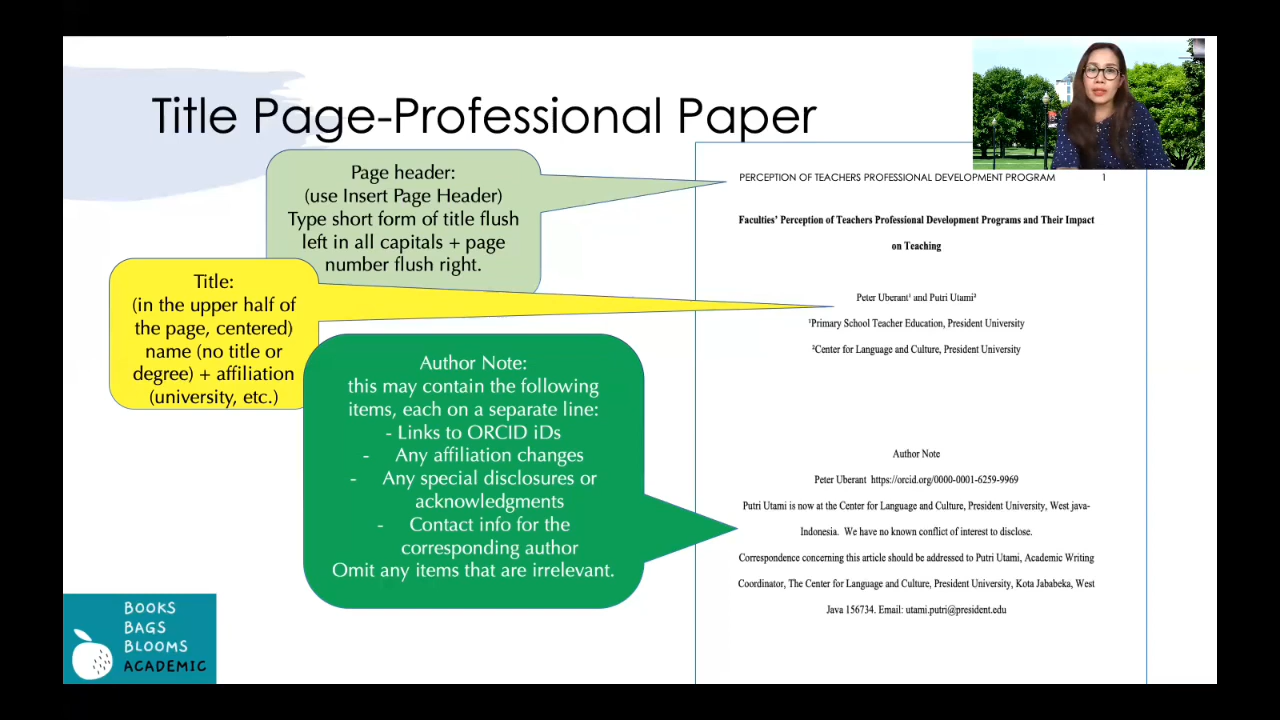 Title Page-Professional Paper
Page header:
(use Insert Page Header)
Type short form of title flush
left in all capitals + page
number flush right.
Title:
(in the upper half of
the page, centered)
name (no title or
degree) + affiliation
(university, etc.)
Author Note:
this may contain the following
items, each on a separate line:
- Links to ORCID iDs
- Any affiliation changes
- Any special disclosures or
acknowledgments
- Contact info for the
corresponding author
Omit any items that are irrelevant.
PERCEPTION OF TEACHERS PROFESSIONAL DEVELOPMENT PROGRAM 1
Faculties' Perception of Teachers Professional Development Programs and Their Impact
on Teaching
Peter Uberant¹ and Putri Utami²
¹Primary School Teacher Education, President University
²Center for Language and Culture, President University
Author Note
Peter Uberant https://orcid.org/0000-0001-6259-9969
Putri Utami is now at the Center for Language and Culture, President University, West java-
Indonesia. We have no known conflict of interest to disclose.
Correspondence concerning this article should be addressed to Putri Utami, Academic Writing
Coordinator, The Center for Language and Culture, President University, Kota Jababeka, West
Java 156734. Email: utami.putri@president.edu
BOOKS
BAGS
BLOOMS
ACADEMIC